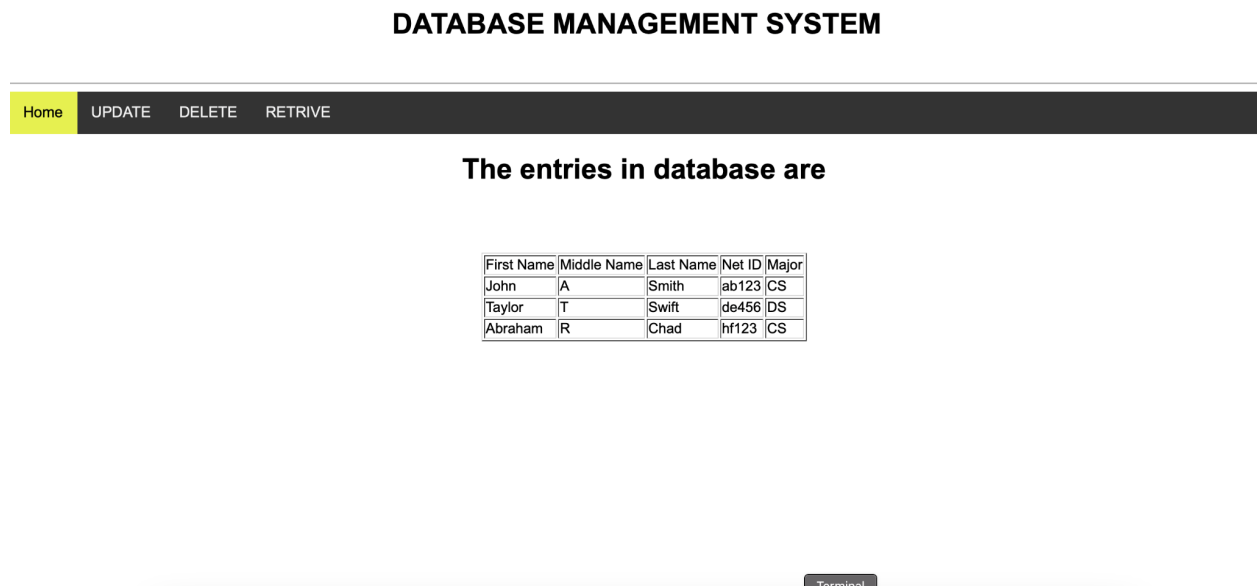 DATABASE MANAGEMENT SYSTEM
Home UPDATE DELETE RETRIVE
The entries in database are
First Name Middle Name Last Name Net ID Major
John A Smith ab123 CS
Taylor T Swift de456 DS
Abraham R Chad hf123 CS
Terminal